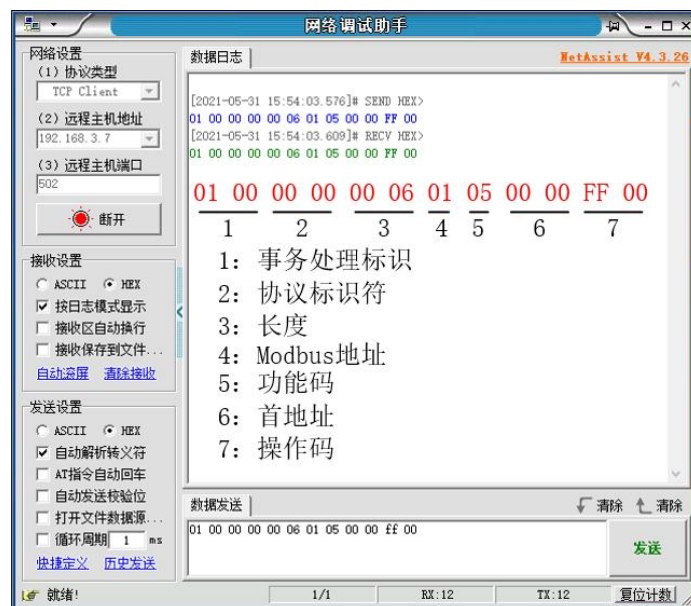 网络调试助手
网络设置
(1) 协议类型
TCP Client
(2) 远程主机地址
192.168.3.7
(3) 远程主机端口
502
断开
接收设置
ASCII HEX
按日志模式显示
接收区自动换行
接收保存到文件...
自动滚屏 清除接收
发送设置
ASCII HEX
自动解析转义符
AT指令自动回车
自动发送校验位
打开文件数据源...
循环周期 1 ms
快捷定义 历史发送
数据日志 NetAssist V4.3.26
[2021-05-31 15:54:03.576]# SEND HEX>
01 00 00 00 00 06 01 05 00 00 FF 00
[2021-05-31 15:54:03.609]# RECV HEX>
01 00 00 00 00 06 01 05 00 00 FF 00
01 00 00 00 00 06 01 05 00 00 FF 00
1 2 3 4 5 6 7
1: 事务处理标识
2: 协议标识符
3: 长度
4: Modbus地址
5: 功能码
6: 首地址
7: 操作码
数据发送 清除 清除
01 00 00 00 00 06 01 05 00 00 ff 00
发送
就绪! 1/1 RX:12 TX:12 复位计数